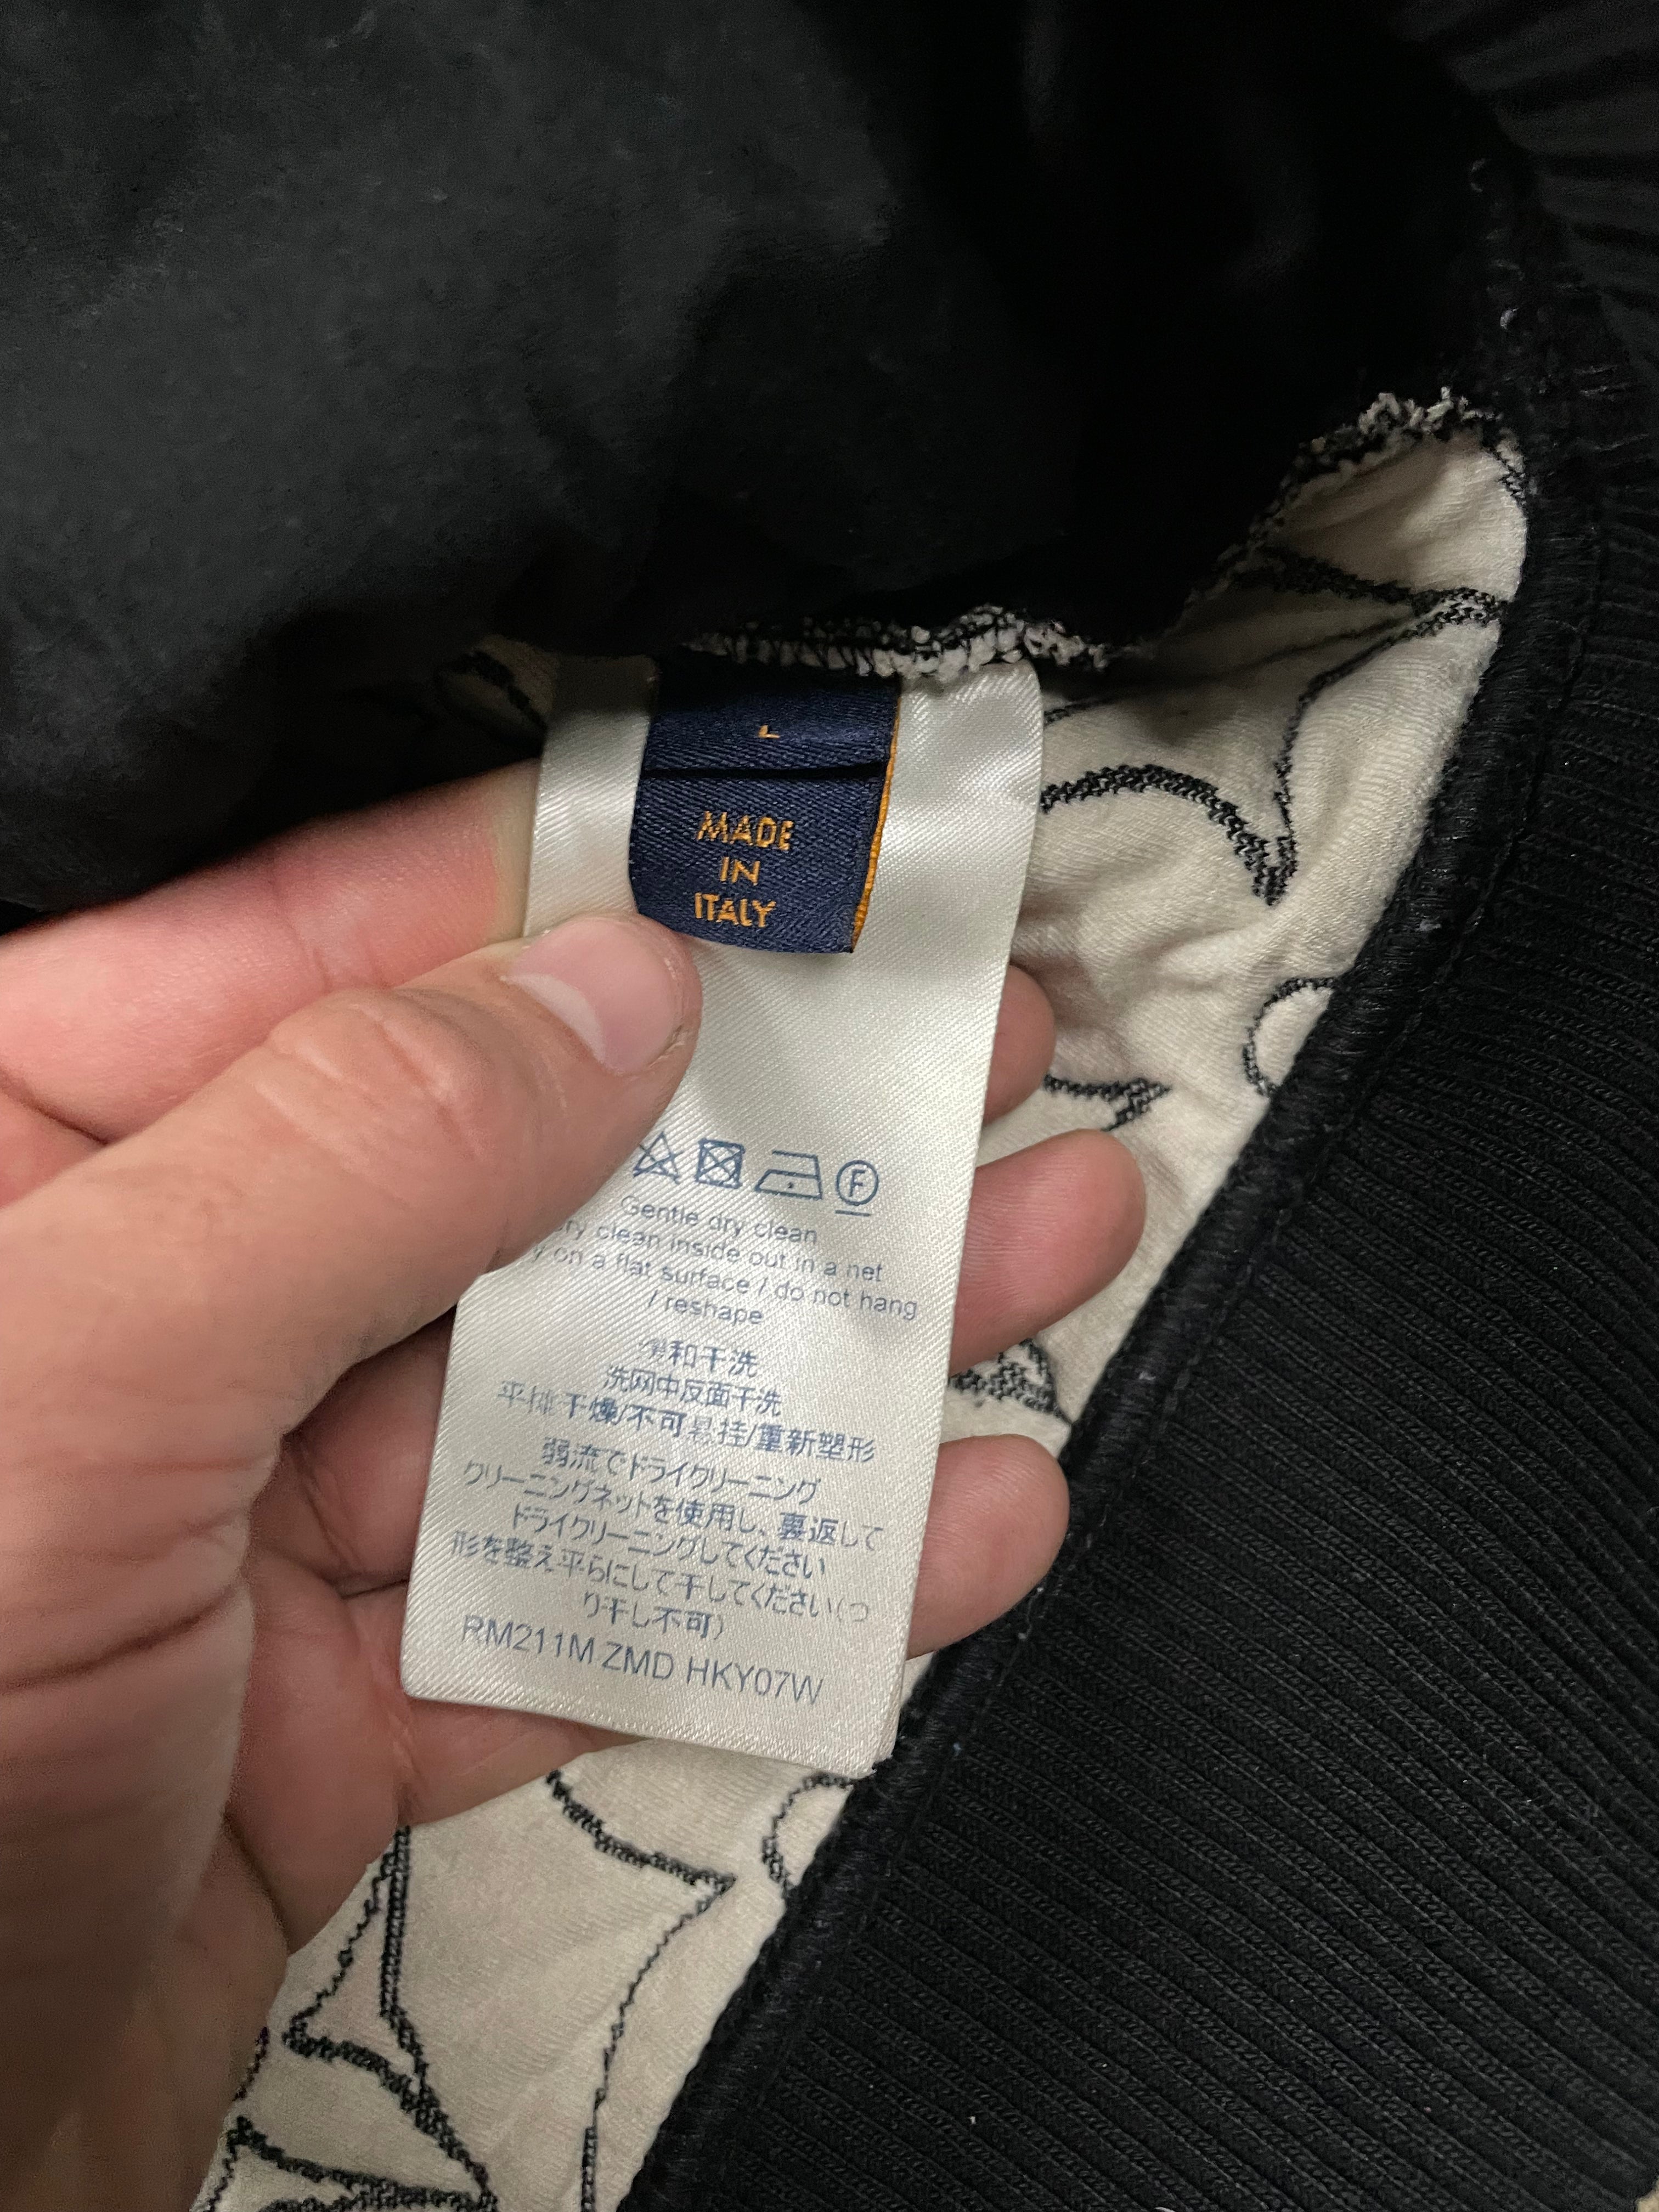 L
MADE
IN
ITALY
F
Gentle dry clean
clean inside out in a net
on a flat surface / do not hang
/ reshape
和干洗
洗网中反面干洗
平排干燥/不可悬挂/重新塑形
弱流でドライクリーニング
クリーニングネットを使用し、裏返して
ドライクリーニングしてください
形を整え平らにして干してください(つ
り干し不可)
RM211M ZMD HKY07W